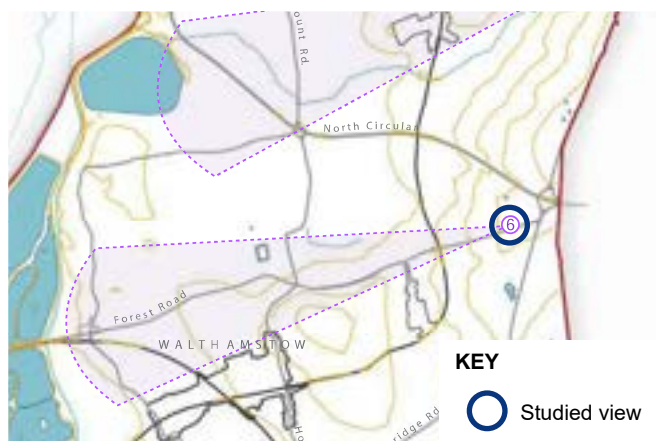 ount Rd.
North Circular
6
Forest Road
WALTHAMSTOW
KEY
Studied view
Ho
ridge Rd